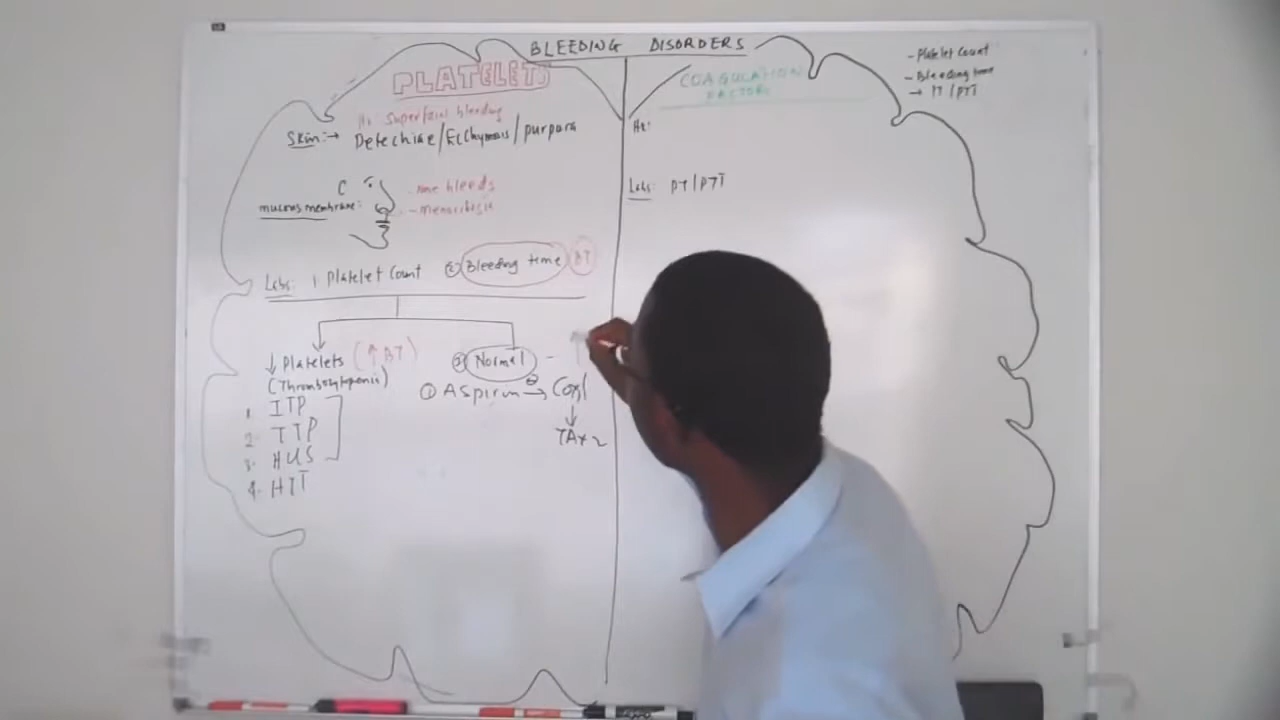 BLEEDING DISORDERS
PLATELETS
Hx: Superficial bleeding
Skin:→ Petechiae/Ecchymosis/purpura
mucous membrane:
- nose bleeds
Labs: 1 Platelet Count ② Bleeding time BT
↓ Platelets (↑ BT)
(Thrombocytopenia)
1. ITP
2. TTP
3. HUS
4. HIT
② Normal - ↑
① Aspirin → Cox1
↓
TAX2
COAGULATION
FACTORS
Hx:
Labs: PT/PTT
- Platelet Count
- Bleeding time
→ PT/PTT